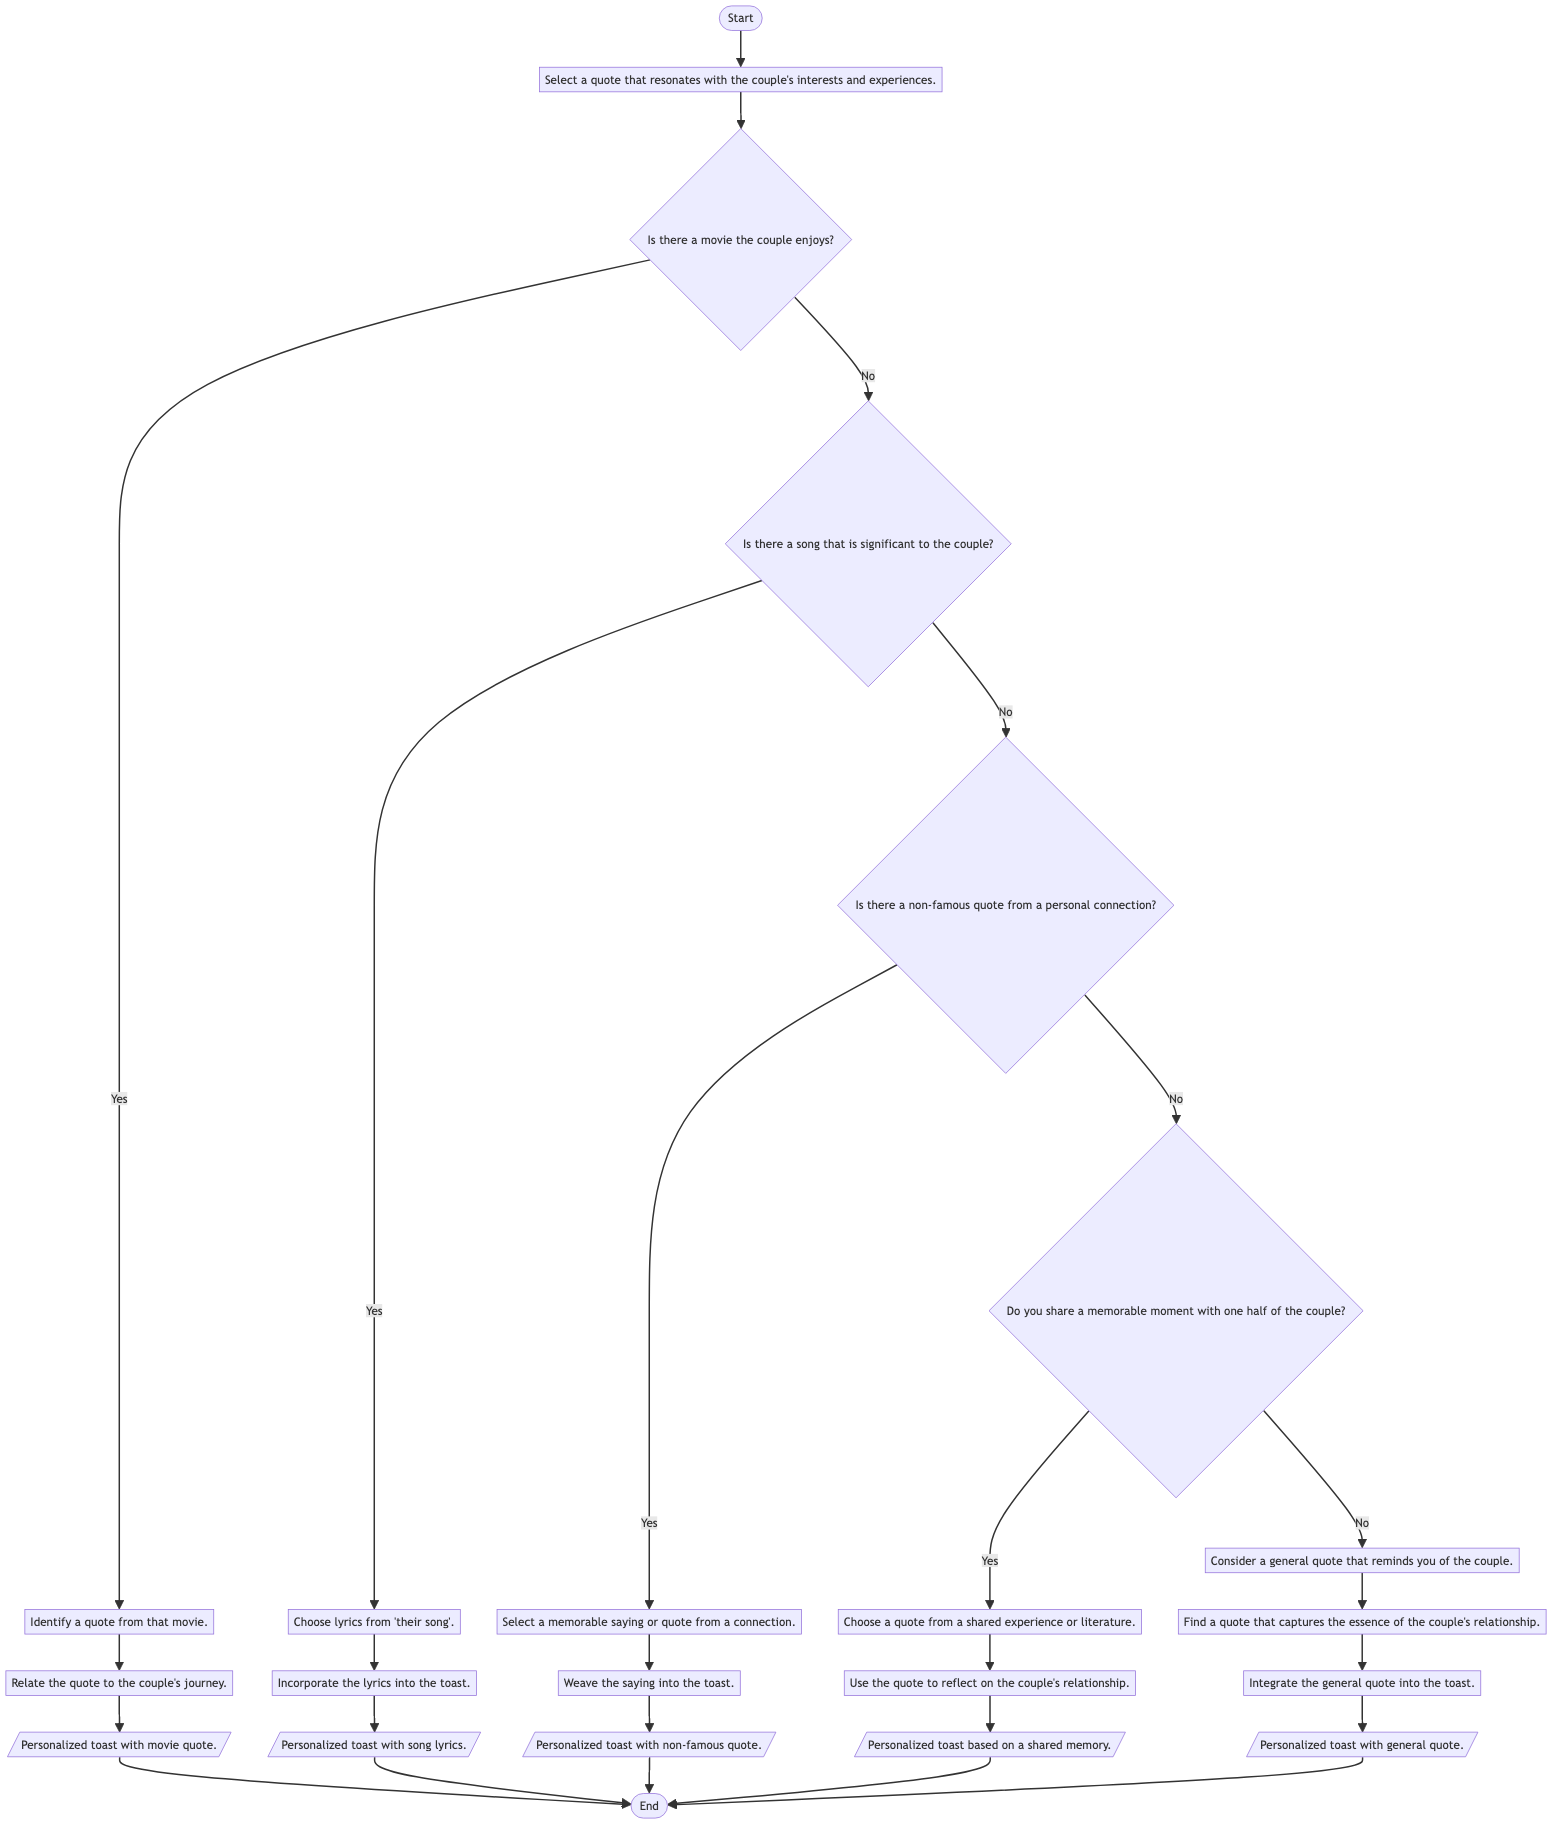 Start
Select a quote that resonates with the couple's interests and experiences.
Is there a movie the couple enjoys?
No
Is there a song that is significant to the couple?
No
Is there a non-famous quote from a personal connection?
Yes
No
Do you share a memorable moment with one half of the couple?
Yes
Yes
No
Yes
Consider a general quote that reminds you of the couple.
Identify a quote from that movie.
Choose lyrics from 'their song'.
Select a memorable saying or quote from a connection.
Choose a quote from a shared experience or literature.
Find a quote that captures the essence of the couple's relationship.
Relate the quote to the couple's journey.
Incorporate the lyrics into the toast.
Weave the saying into the toast.
Use the quote to reflect on the couple's relationship.
Integrate the general quote into the toast.
Personalized toast with movie quote.
Personalized toast with song lyrics.
Personalized toast with non-famous quote.
Personalized toast based on a shared memory.
Personalized toast with general quote.
End